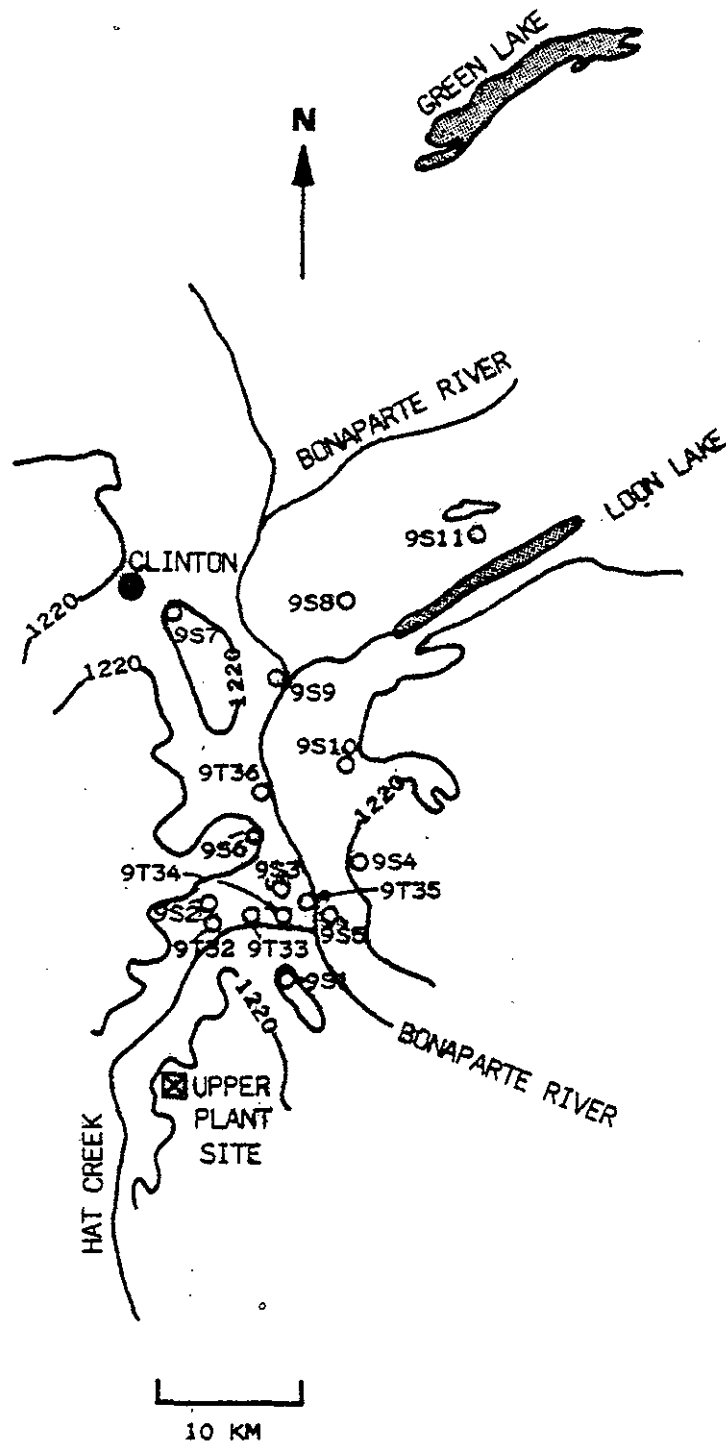 GREEN LAKE
N
BONAPARTE RIVER
LOON LAKE
9S11
CLINTON
9S8
1220
9S7
1220
1220
9S9
9S10
9T36
1220
9S6
9S3
9S4
9T34
9T35
9S2
9S5
9T32
9T33
9S1
1220
BONAPARTE RIVER
UPPER
PLANT
SITE
HAT CREEK
10 KM